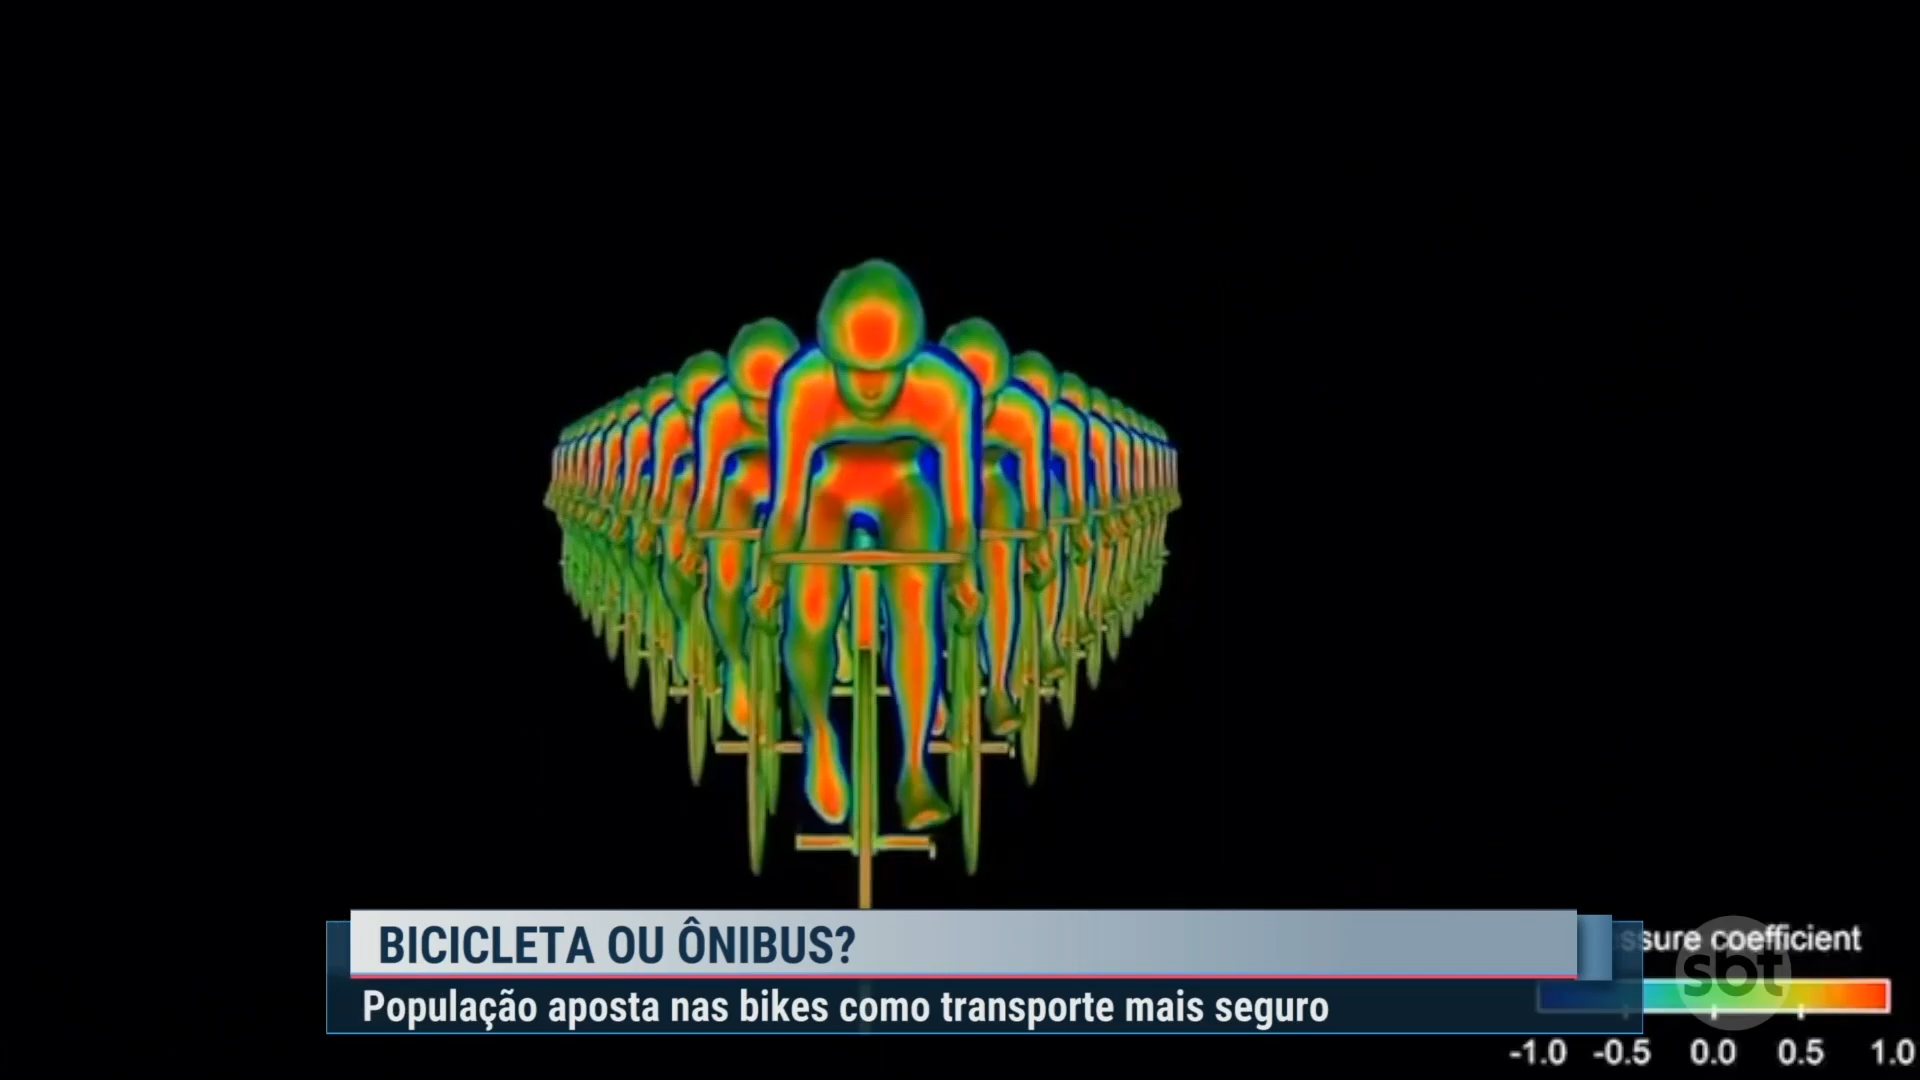 BICICLETA OU ÔNIBUS?
População aposta nas bikes como transporte mais seguro
ssure coefficient
sbt
-1.0 -0.5 0.0 0.5 1.0